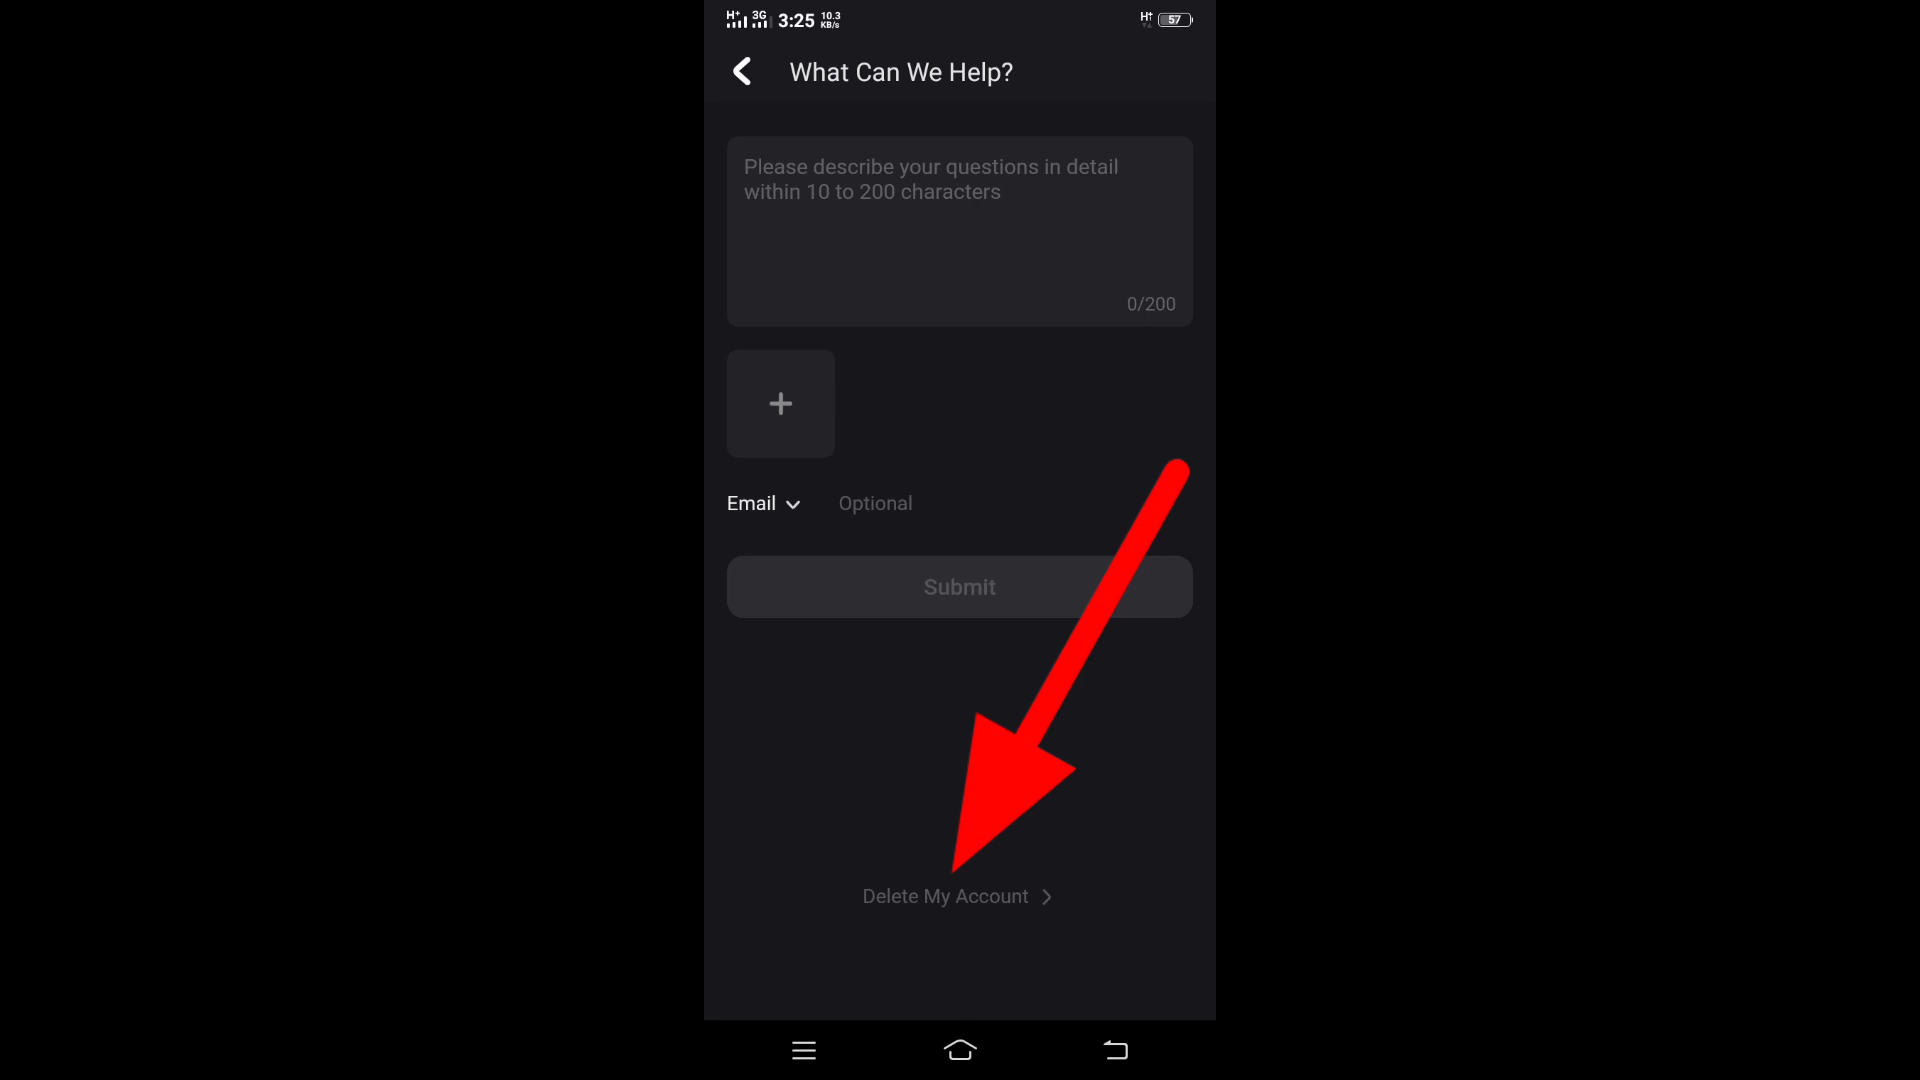 H+ 3G 3:25 10.3 KB/s H+ 57
What Can We Help?
Please describe your questions in detail
within 10 to 200 characters
0/200
Email Optional
Submit
Delete My Account